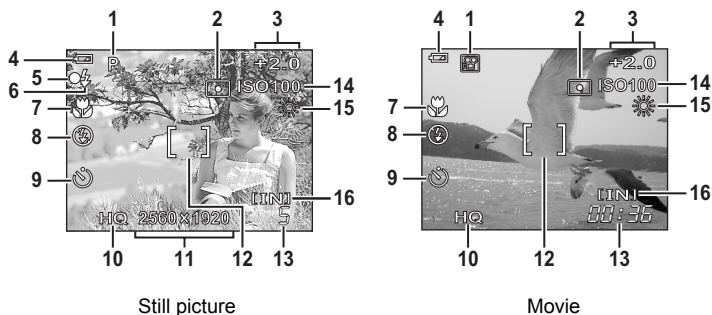 1 2 3
4
P
+2.0
5
6
ISO100
14
7
15
8
9
[IN]
16
HQ 2560×1920 5
10 11 12 13
Still picture
4 1 2 3
+2.0
ISO100
14
7
15
8
9
[IN]
16
HQ 00:36
10 12 13
Movie